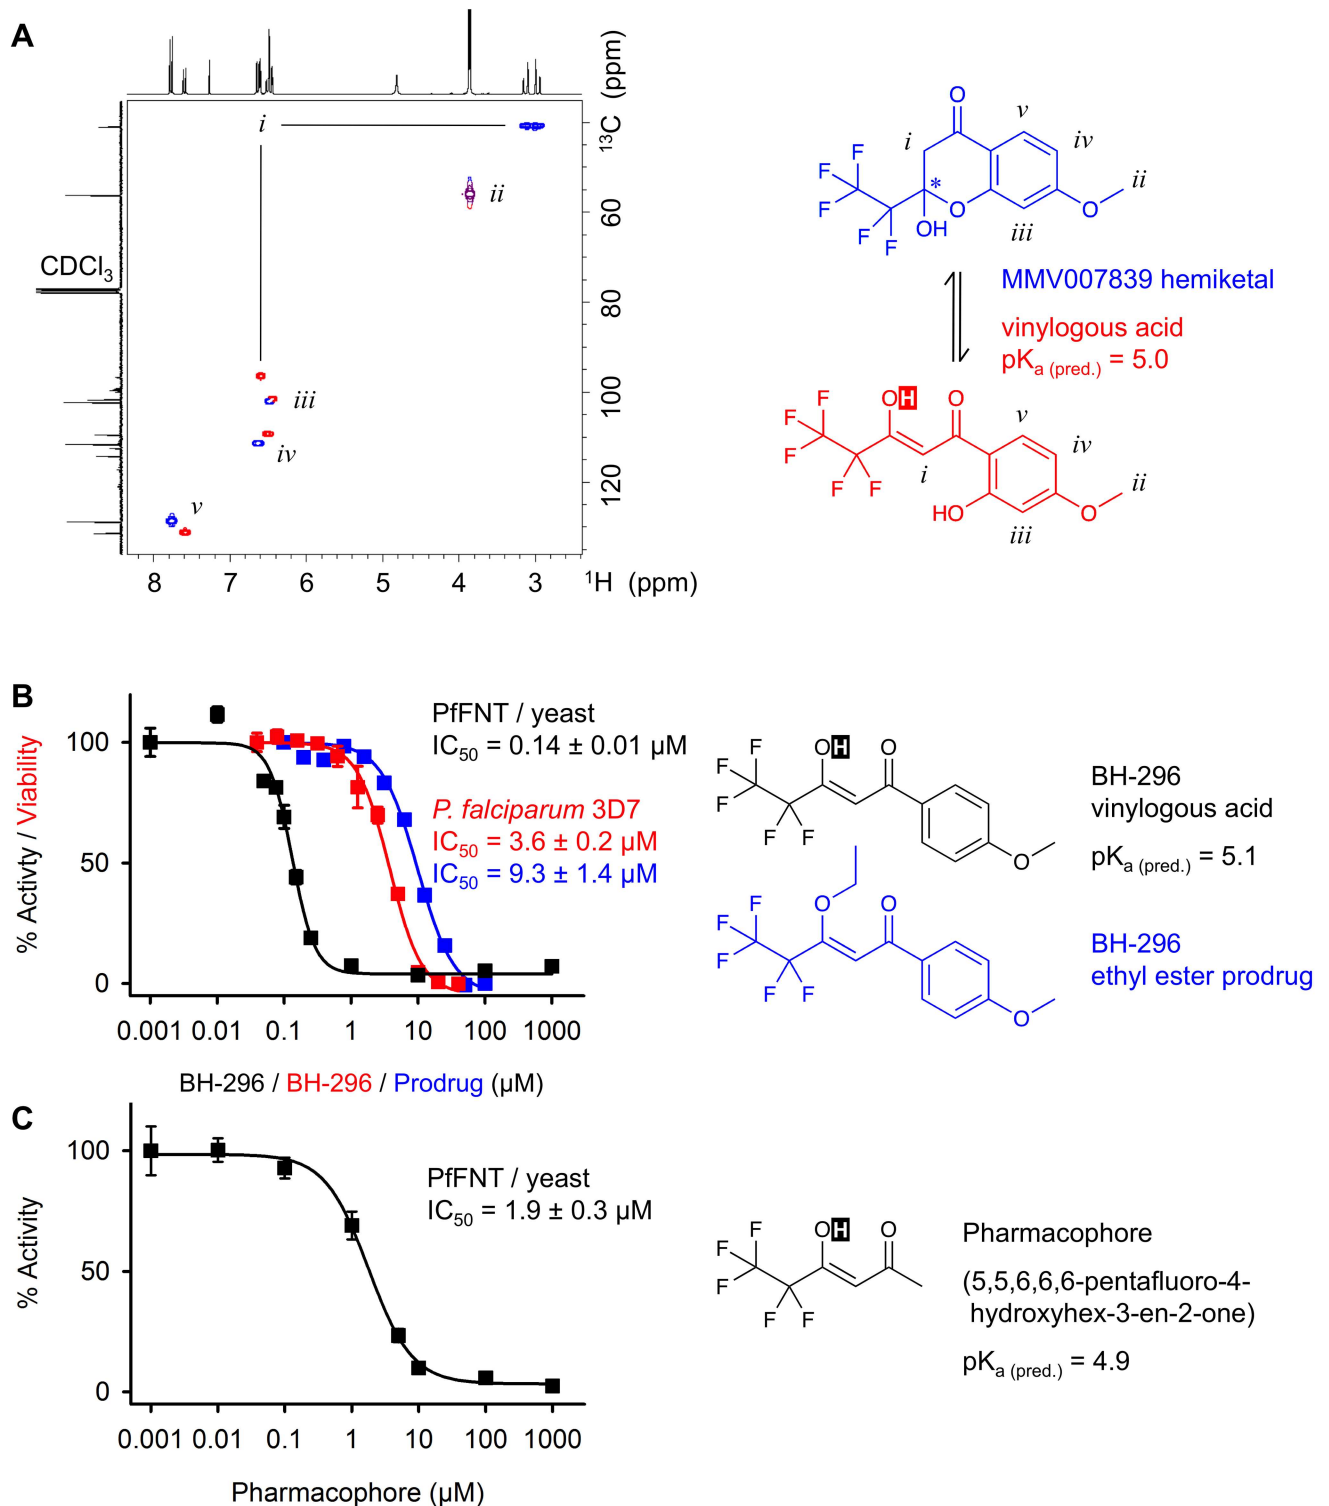 A
i
ii
iii
iv
v
CDCl3
13C (ppm)
60
80
100
120
8 7 6 5 4 3 1H (ppm)
O
v
i
iv
F
F
F
*
ii
O
O
F
F
OH
iii
MMV007839 hemiketal
vinylogous acid
pKa (pred.) = 5.0
F
OH
O
F
v
F
iv
i
ii
F F
HO
O
iii
B
% Activty / Viability
100
50
0
PfFNT / yeast
IC50 = 0.14 ± 0.01 µM
P. falciparum 3D7
IC50 = 3.6 ± 0.2 µM
IC50 = 9.3 ± 1.4 µM
0.001 0.01 0.1 1 10 100 1000
BH-296 / BH-296 / Prodrug (µM)
F
OH
O
F
F
F F
O
BH-296
vinylogous acid
pKa (pred.) = 5.1
F
O
O
F
F
F F
O
BH-296
ethyl ester prodrug
C
% Activity
100
50
0
PfFNT / yeast
IC50 = 1.9 ± 0.3 µM
0.001 0.01 0.1 1 10 100 1000
Pharmacophore (µM)
F
OH
O
F
F
F F
Pharmacophore
(5,5,6,6,6-pentafluoro-4-
hydroxyhex-3-en-2-one)
pKa (pred.) = 4.9